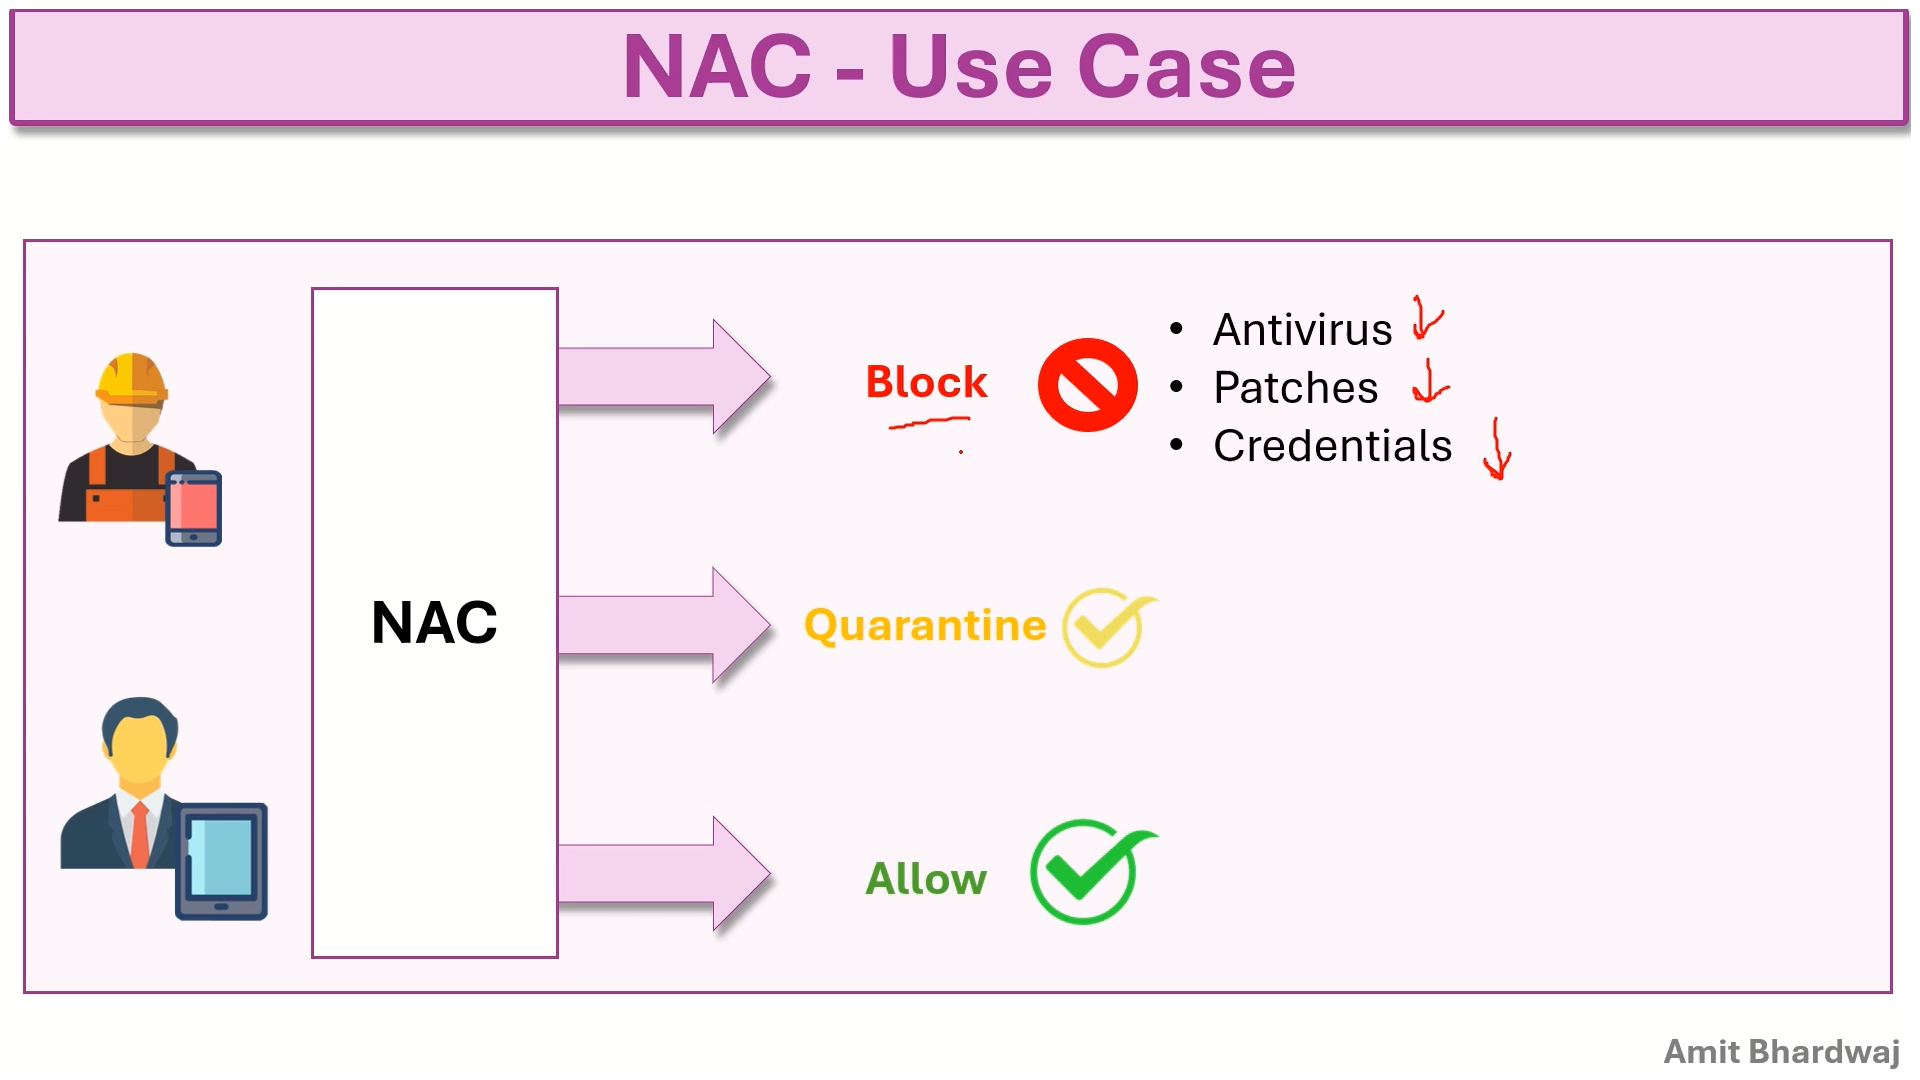 NAC - Use Case
Block
• Antivirus
• Patches
• Credentials
NAC
Quarantine
Allow
Amit Bhardwaj